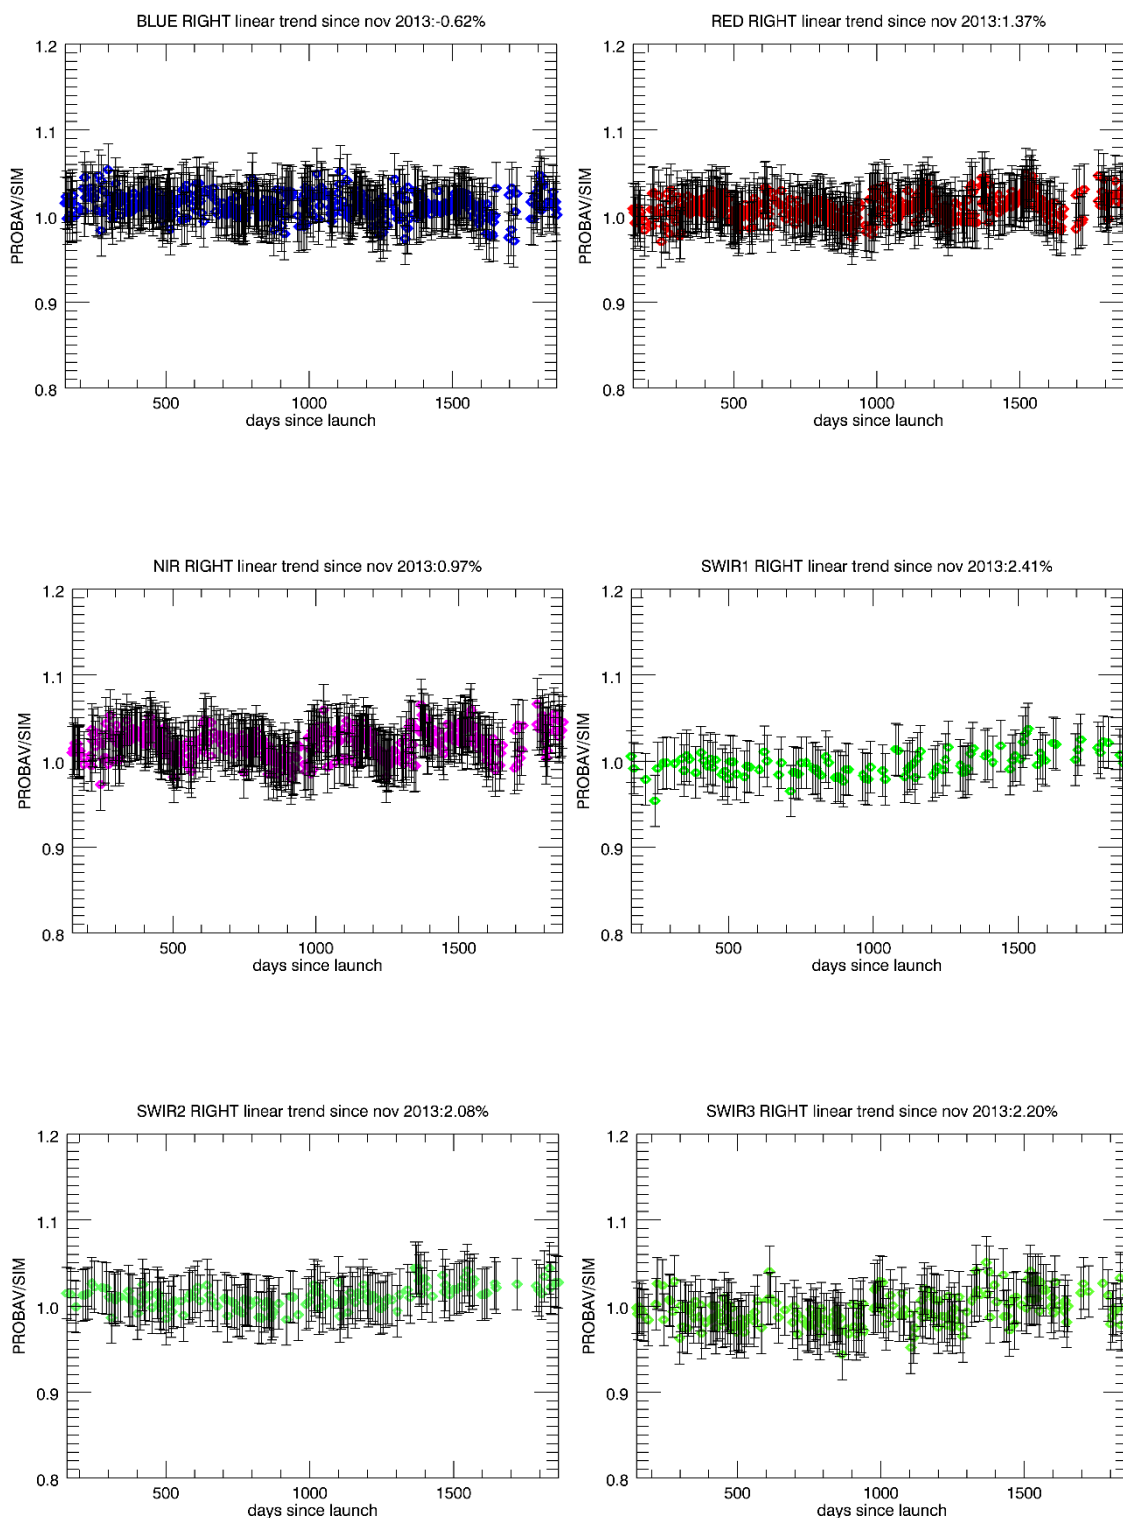 BLUE RIGHT linear trend since nov 2013:-0.62%
1.2
1.1
1.0
0.9
0.8
PROBAV/SIM
500
1000
1500
days since launch
RED RIGHT linear trend since nov 2013:1.37%
1.2
1.1
1.0
0.9
0.8
PROBAV/SIM
500
1000
1500
days since launch
NIR RIGHT linear trend since nov 2013:0.97%
1.2
1.1
1.0
0.9
0.8
PROBAV/SIM
500
1000
1500
days since launch
SWIR1 RIGHT linear trend since nov 2013:2.41%
1.2
1.1
1.0
0.9
0.8
PROBAV/SIM
500
1000
1500
days since launch
SWIR2 RIGHT linear trend since nov 2013:2.08%
1.2
1.1
1.0
0.9
0.8
PROBAV/SIM
500
1000
1500
days since launch
SWIR3 RIGHT linear trend since nov 2013:2.20%
1.2
1.1
1.0
0.9
0.8
PROBAV/SIM
500
1000
1500
days since launch